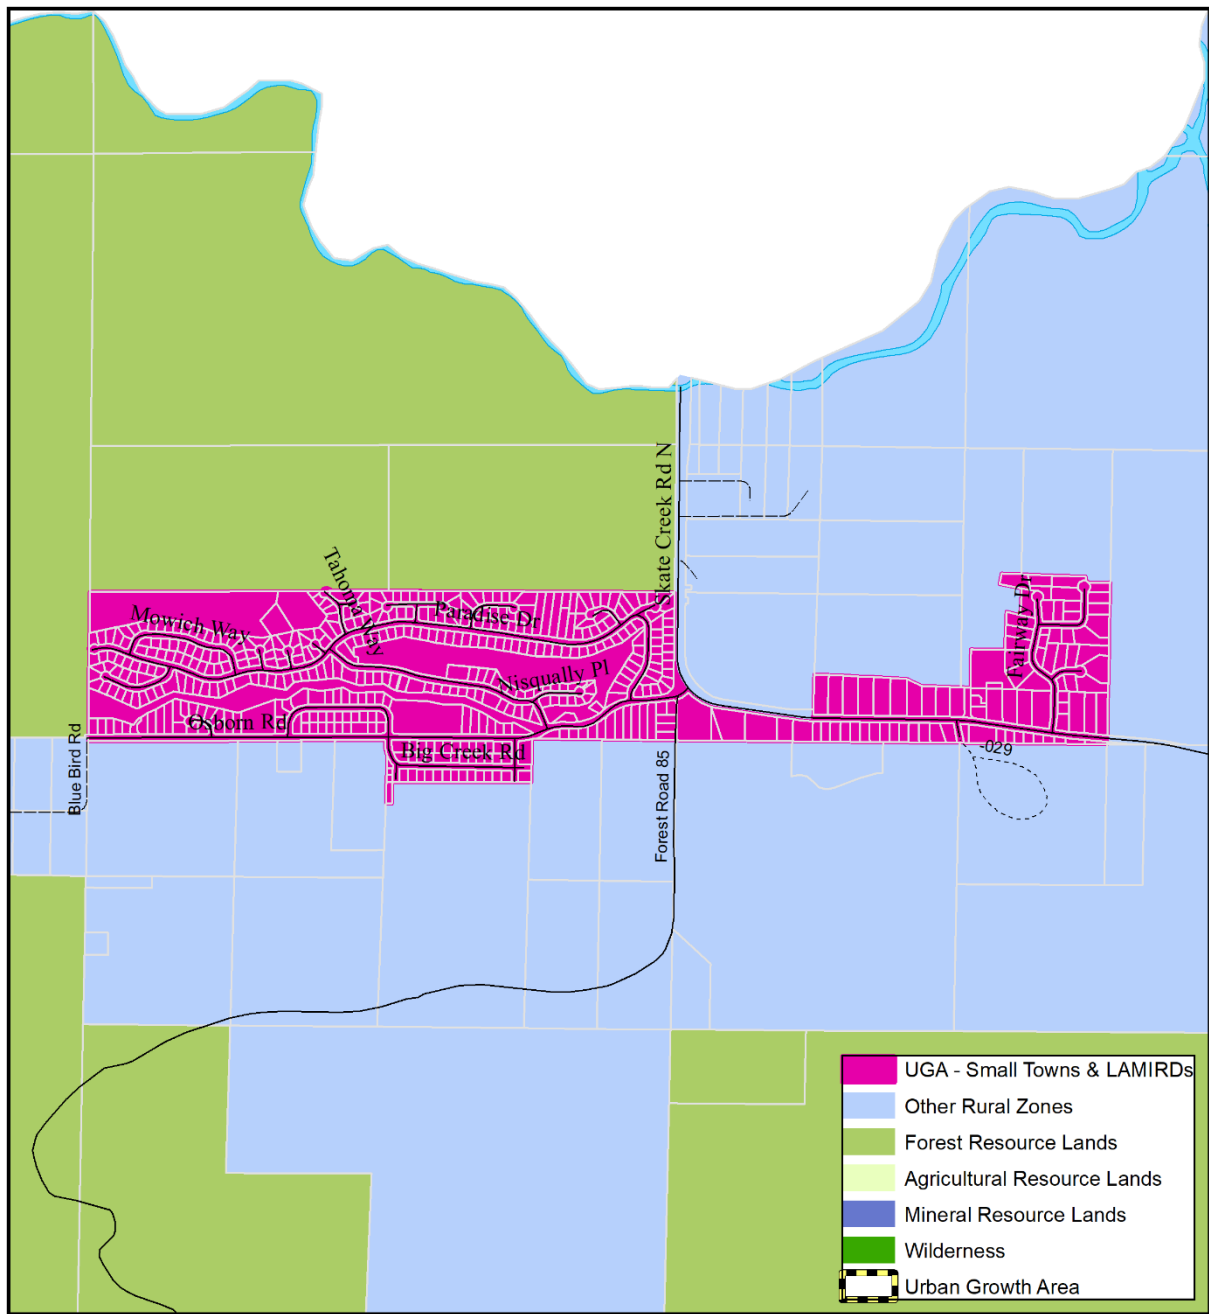 Skate Creek Rd N
Tahoma Way
Paradise Dr
Mowich Way
Fairway Dr
Nisqually Pl
Osborn Rd
Big Creek Rd
Blue Bird Rd
Forest Road 85
-029
UGA - Small Towns & LAMIRDs
Other Rural Zones
Forest Resource Lands
Agricultural Resource Lands
Mineral Resource Lands
Wilderness
Urban Growth Area